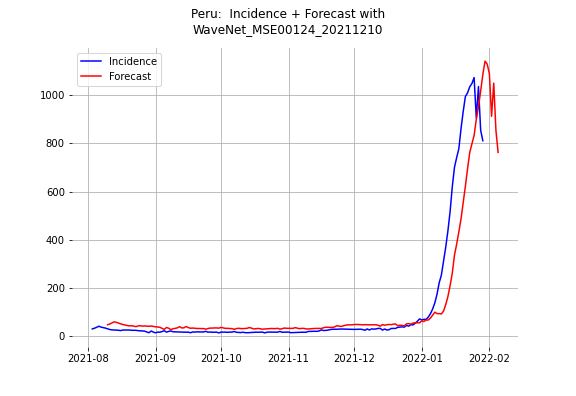 Peru:  Incidence + Forecast with
WaveNet_MSE00124_20211210
Incidence
Forecast
1000
800
600
400
200
0
2021-08 2021-09 2021-10 2021-11 2021-12 2022-01 2022-02